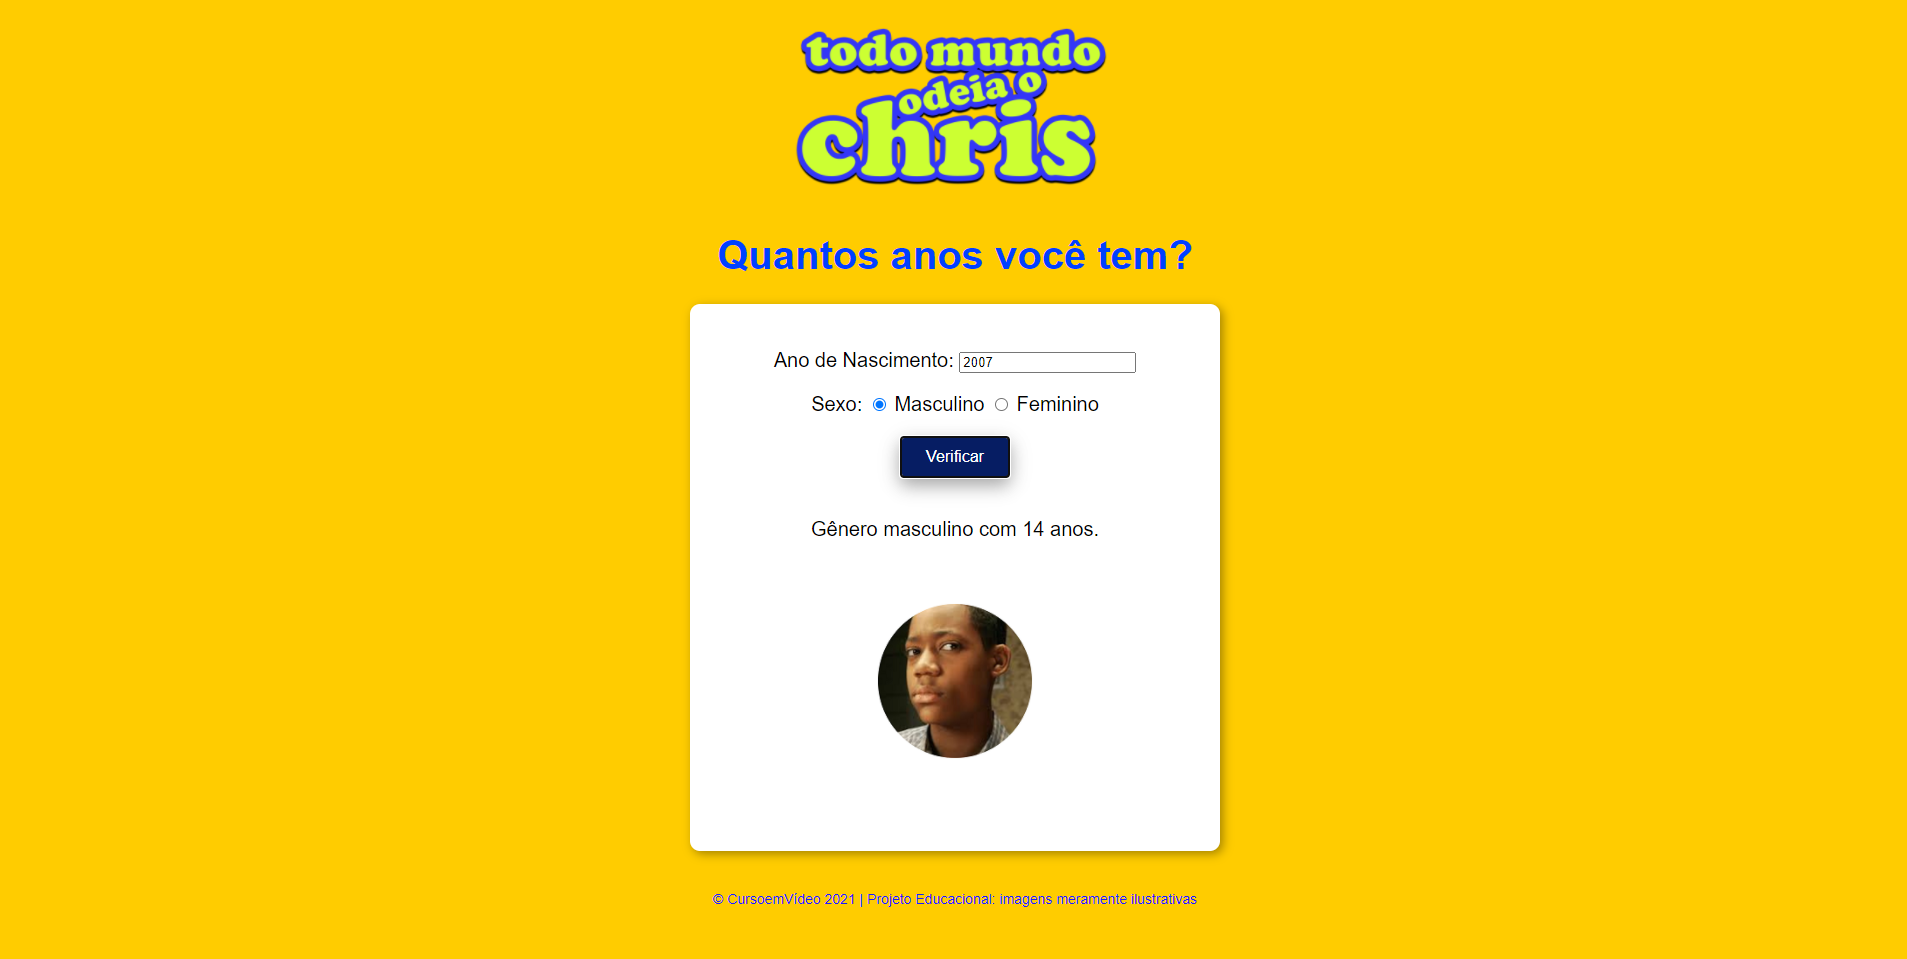 todo mundo
odeia o
chris
Quantos anos você tem?
Ano de Nascimento: 2007
Sexo: Masculino Feminino
Verificar
Gênero masculino com 14 anos.
© CursoemVídeo 2021 | Projeto Educacional: imagens meramente ilustrativas